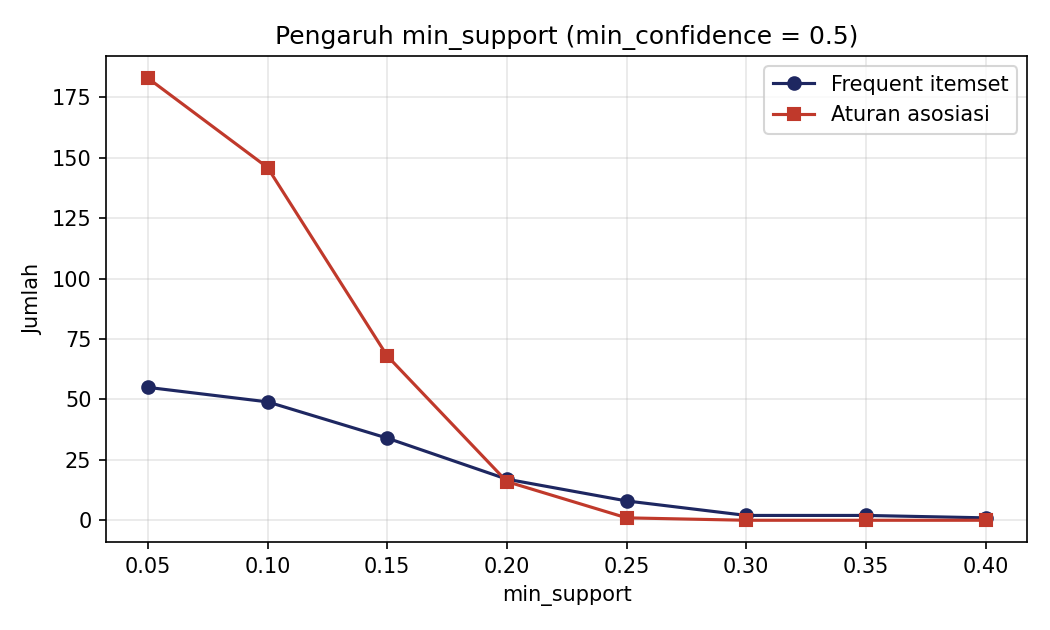 Pengaruh min_support (min_confidence = 0.5)
Frequent itemset
Aturan asosiasi
Jumlah
175
150
125
100
75
50
25
0
0.05 0.10 0.15 0.20 0.25 0.30 0.35 0.40
min_support